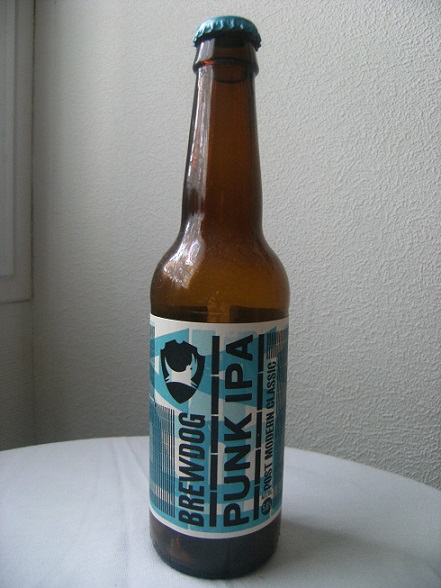 BREWDOG
PUNK IPA
POST MODERN CLASSIC